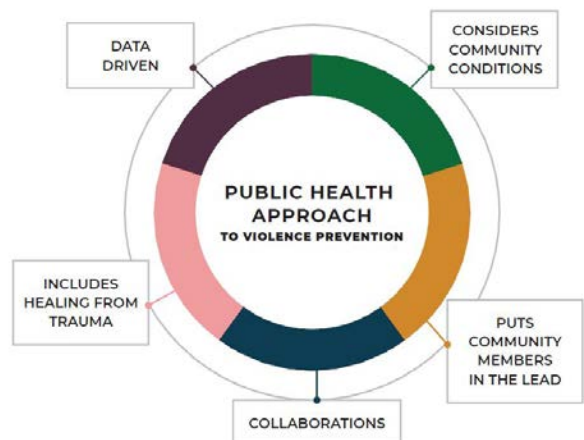 DATA
DRIVEN
CONSIDERS
COMMUNITY
CONDITIONS
PUBLIC HEALTH
APPROACH
TO VIOLENCE PREVENTION
INCLUDES
HEALING FROM
TRAUMA
PUTS
COMMUNITY
MEMBERS
IN THE LEAD
COLLABORATIONS